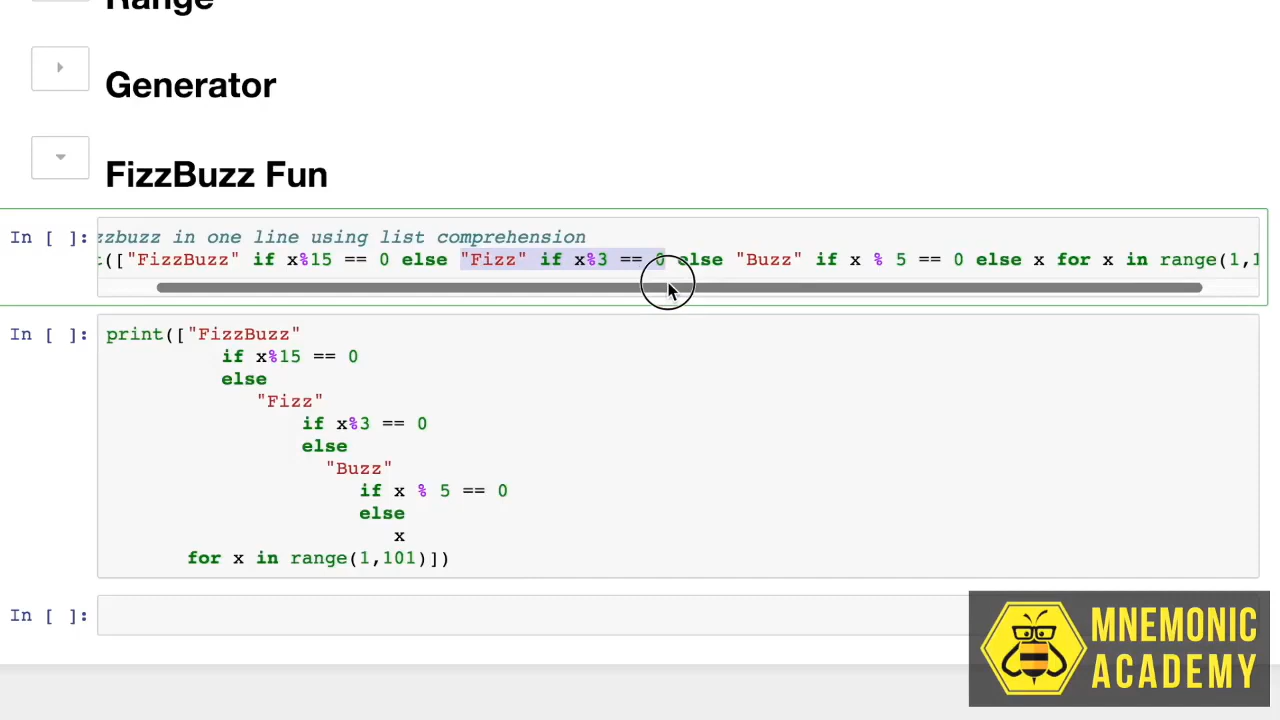 Range
Generator
FizzBuzz Fun
In [ ]:
zzbuzz in one line using list comprehension
t(["FizzBuzz" if x%15 == 0 else "Fizz" if x%3 == 0 else "Buzz" if x % 5 == 0 else x for x in range(1,1
In [ ]:
print(["FizzBuzz"
if x%15 == 0
else
"Fizz"
if x%3 == 0
else
"Buzz"
if x % 5 == 0
else
x
for x in range(1,101)])
In [ ]:
MNEMONIC
ACADEMY